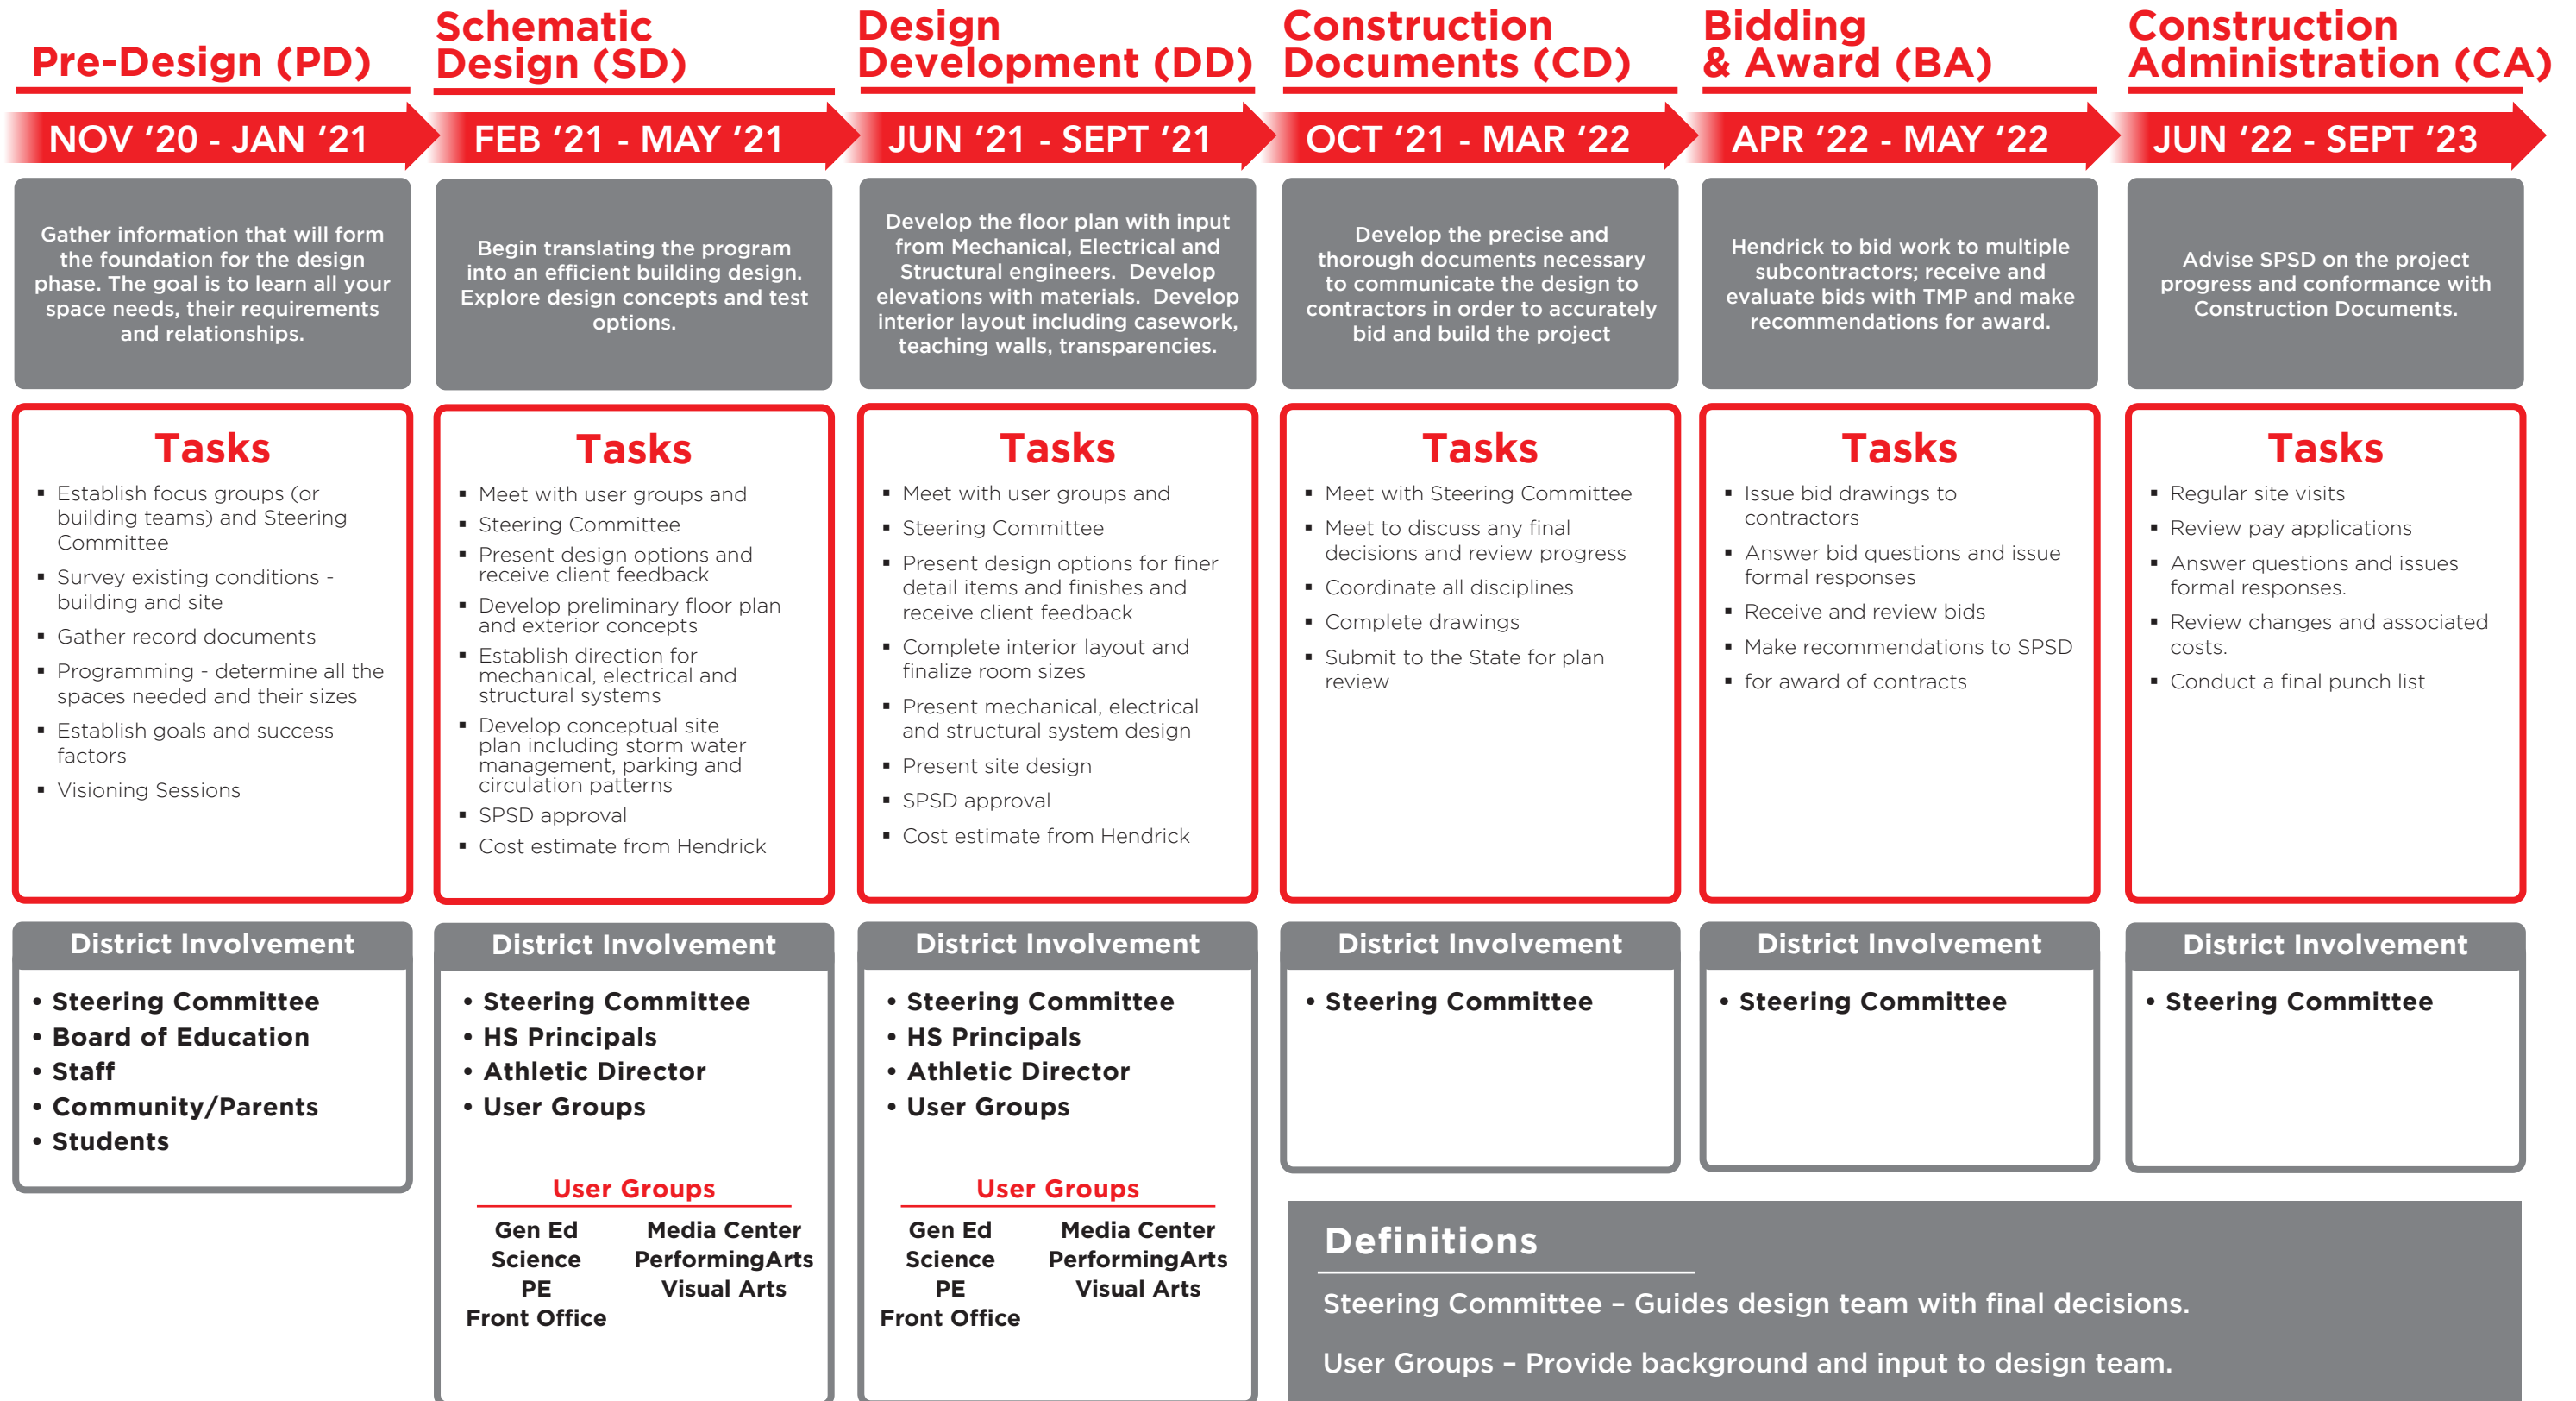 Pre-Design (PD)
NOV ‘20 - JAN ‘21
Gather information that will form
the foundation for the design
phase. The goal is to learn all your
space needs, their requirements
and relationships.
Tasks
▪ Establish focus groups (or
building teams) and Steering
Committee
▪ Survey existing conditions -
building and site
▪ Gather record documents
▪ Programming - determine all the
spaces needed and their sizes
▪ Establish goals and success
factors
▪ Visioning Sessions
District Involvement
• Steering Committee
• Board of Education
• Staff
• Community/Parents
• Students
Schematic
Design (SD)
FEB ‘21 - MAY ‘21
Begin translating the program
into an efficient building design.
Explore design concepts and test
options.
Tasks
▪ Meet with user groups and
▪ Steering Committee
▪ Present design options and
receive client feedback
▪ Develop preliminary floor plan
and exterior concepts
▪ Establish direction for
mechanical, electrical and
structural systems
▪ Develop conceptual site
plan including storm water
management, parking and
circulation patterns
▪ SPSD approval
▪ Cost estimate from Hendrick
District Involvement
• Steering Committee
• HS Principals
• Athletic Director
• User Groups
User Groups
Gen Ed Media Center
Science PerformingArts
PE Visual Arts
Front Office
Design
Development (DD)
JUN ‘21 - SEPT ‘21
Develop the floor plan with input
from Mechanical, Electrical and
Structural engineers. Develop
elevations with materials. Develop
interior layout including casework,
teaching walls, transparencies.
Tasks
▪ Meet with user groups and
▪ Steering Committee
▪ Present design options for finer
detail items and finishes and
receive client feedback
▪ Complete interior layout and
finalize room sizes
▪ Present mechanical, electrical
and structural system design
▪ Present site design
▪ SPSD approval
▪ Cost estimate from Hendrick
District Involvement
• Steering Committee
• HS Principals
• Athletic Director
• User Groups
User Groups
Gen Ed Media Center
Science PerformingArts
PE Visual Arts
Front Office
Construction
Documents (CD)
OCT ‘21 - MAR ‘22
Develop the precise and
thorough documents necessary
to communicate the design to
contractors in order to accurately
bid and build the project
Tasks
▪ Meet with Steering Committee
▪ Meet to discuss any final
decisions and review progress
▪ Coordinate all disciplines
▪ Complete drawings
▪ Submit to the State for plan
review
District Involvement
• Steering Committee
Bidding
& Award (BA)
APR ‘22 - MAY ‘22
Hendrick to bid work to multiple
subcontractors; receive and
evaluate bids with TMP and make
recommendations for award.
Tasks
▪ Issue bid drawings to
contractors
▪ Answer bid questions and issue
formal responses
▪ Receive and review bids
▪ Make recommendations to SPSD
▪ for award of contracts
District Involvement
• Steering Committee
Construction
Administration (CA)
JUN ‘22 - SEPT ‘23
Advise SPSD on the project
progress and conformance with
Construction Documents.
Tasks
▪ Regular site visits
▪ Review pay applications
▪ Answer questions and issues
formal responses.
▪ Review changes and associated
costs.
▪ Conduct a final punch list
District Involvement
• Steering Committee
Definitions
Steering Committee – Guides design team with final decisions.
User Groups – Provide background and input to design team.